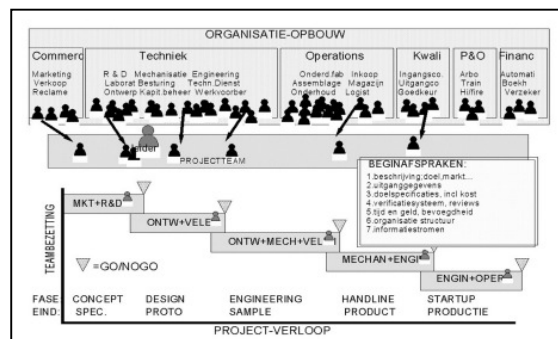 ORGANISATIE-OPBOUW
Commerc Techniek Operations Kwali P&O Financ
Marketing R & D Mechanisatie Engineering Onderd.fab Inkoop Ingangsco. Arbo Automati
Verkoop Laborat Besturing Techn.Dienst Assemblage Magazijn Uitgangco Train Boekh
Reclame Ontwerp Kapit.beheer Werkvoorber Onderhoud Logist Goedkeur Hilfire Verzeker
leider
PROJECTTEAM
BEGINAFSPRAKEN:
1.beschrijving;doel,markt...
2.uitganggegevens
3.doelspecificaties, incl kost
4.verificatiesysteem, reviews
5.tijd en geld, bevoegdheid
6.organisatie structuur
7.informatiestromen
TEAMBEZETTING
MKT+R&D
ONTW+VELE
ONTW+MECH+VEL
MECHAN+ENGI
ENGIN+OPER
=GO/NOGO
FASE CONCEPT DESIGN ENGINEERING HANDLINE STARTUP
EIND: SPEC. PROTO SAMPLE PRODUCT PRODUCTIE
PROJECT-VERLOOP